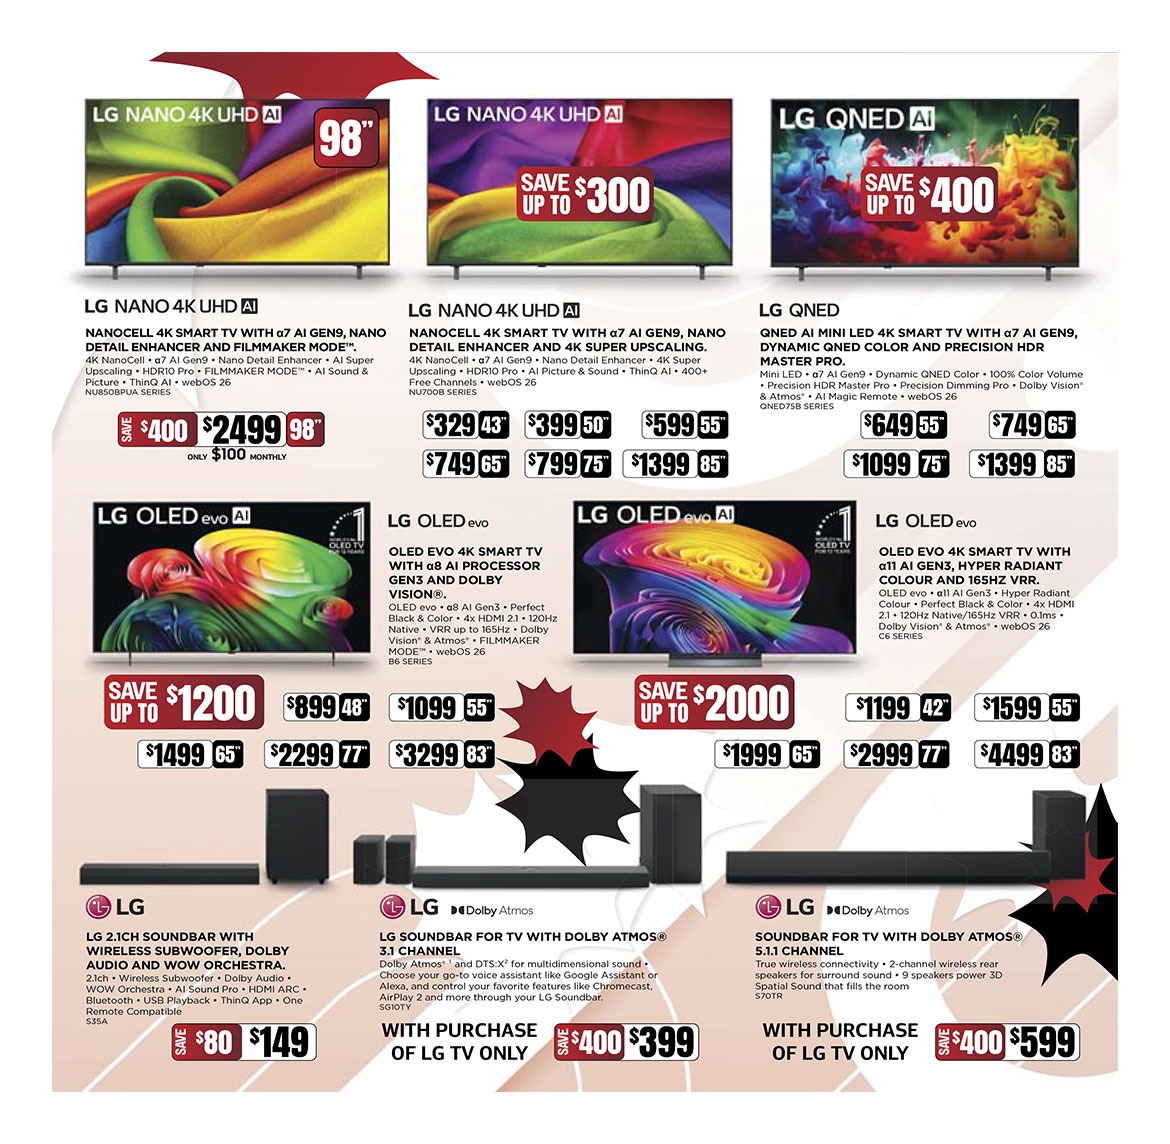 LG NANO 4K UHD AI
98”
LG NANO 4K UHD AI
DETAIL ENHANCER AND FILMMAKER MODE™.
NANOCELL 4K SMART TV WITH α7 AI GEN9, NANO
4K NanoCell • α7 AI Gen9 • Nano Detail Enhancer • AI Super
Upscaling • HDR10 Pro • FILMMAKER MODE™ • AI Sound &
Picture • ThinQ AI • webOS 26
NU850BPUA SERIES
SAVE $400 $2499 98”
ONLY $100 MONTHLY
LG NANO 4K UHD AI
SAVE UP TO $300
LG NANO 4K UHD AI
NANOCELL 4K SMART TV WITH α7 AI GEN9, NANO
DETAIL ENHANCER AND 4K SUPER UPSCALING.
4K NanoCell • α7 AI Gen9 • Nano Detail Enhancer • 4K Super
Upscaling • HDR10 Pro • AI Picture & Sound • ThinQ AI • 400+
Free Channels • webOS 26
NU700B SERIES
$329 43” $399 50” $599 55”
$749 65” $799 75” $1399 85”
LG QNED AI
SAVE UP TO $400
LG QNED
QNED AI MINI LED 4K SMART TV WITH α7 AI GEN9,
DYNAMIC QNED COLOR AND PRECISION HDR
MASTER PRO.
Mini LED • α7 AI Gen9 • Dynamic QNED Color • 100% Color Volume
• Precision HDR Master Pro • Precision Dimming Pro • Dolby Vision®
& Atmos® • AI Magic Remote • webOS 26
QNED75B SERIES
$649 55” $749 65”
$1099 75” $1399 85”
LG OLED evo AI
WORLD'S NO.1
OLED TV
FOR 13 YEARS
LG OLED evo
OLED EVO 4K SMART TV
WITH α8 AI PROCESSOR
GEN3 AND DOLBY
VISION®.
OLED evo • α8 AI Gen3 • Perfect
Black & Color • 4x HDMI 2.1 • 120Hz
Native • VRR up to 165Hz • Dolby
Vision® & Atmos® • FILMMAKER
MODE™ • webOS 26
B6 SERIES
SAVE UP TO $1200 $899 48” $1099 55”
$1499 65” $2299 77” $3299 83”
LG OLED evo AI
WORLD'S NO.1
OLED TV
FOR 13 YEARS
LG OLED evo
OLED EVO 4K SMART TV WITH
α11 AI GEN3, HYPER RADIANT
COLOUR AND 165HZ VRR.
OLED evo • α11 AI Gen3 • Hyper Radiant
Colour • Perfect Black & Color • 4x HDMI
2.1 • 120Hz Native/165Hz VRR • 0.1ms •
Dolby Vision® & Atmos® • webOS 26
C6 SERIES
SAVE UP TO $2000 $1199 42” $1599 55”
$1999 65” $2999 77” $4499 83”
LG
LG 2.1CH SOUNDBAR WITH
WIRELESS SUBWOOFER, DOLBY
AUDIO AND WOW ORCHESTRA.
2.1ch • Wireless Subwoofer • Dolby Audio •
WOW Orchestra • AI Sound Pro • HDMI ARC •
Bluetooth • USB Playback • ThinQ App • One
Remote Compatible
S35A
SAVE $80 $149
LG Dolby Atmos
LG SOUNDBAR FOR TV WITH DOLBY ATMOS®
3.1 CHANNEL
Dolby Atmos® ¹ and DTS:X² for multidimensional sound •
Choose your go-to voice assistant like Google Assistant or
Alexa, and control your favorite features like Chromecast,
AirPlay 2 and more through your LG Soundbar.
SG10TY
WITH PURCHASE
OF LG TV ONLY
SAVE $400 $399
LG Dolby Atmos
SOUNDBAR FOR TV WITH DOLBY ATMOS®
5.1.1 CHANNEL
True wireless connectivity • 2-channel wireless rear
speakers for surround sound • 9 speakers power 3D
Spatial Sound that fills the room
S70TR
WITH PURCHASE
OF LG TV ONLY
SAVE $400 $599